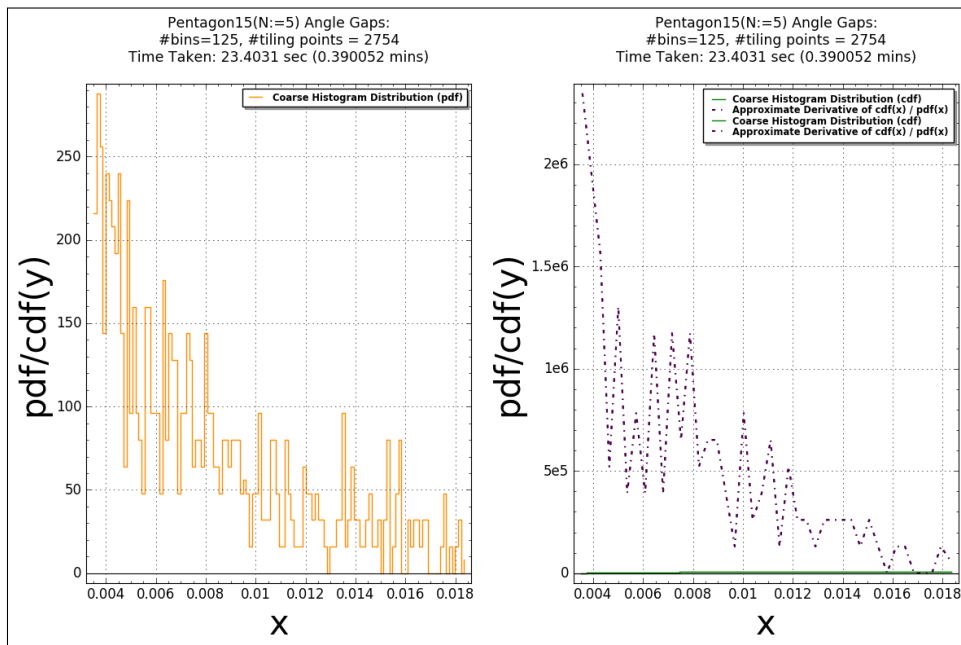 Pentagon15(N:=5) Angle Gaps:
#bins=125, #tiling points = 2754
Time Taken: 23.4031 sec (0.390052 mins)
Coarse Histogram Distribution (pdf)
pdf/cdf(y)
250
200
150
100
50
0
0.004 0.006 0.008 0.01 0.012 0.014 0.016 0.018
x
Pentagon15(N:=5) Angle Gaps:
#bins=125, #tiling points = 2754
Time Taken: 23.4031 sec (0.390052 mins)
Coarse Histogram Distribution (cdf)
Approximate Derivative of cdf(x) / pdf(x)
Coarse Histogram Distribution (cdf)
Approximate Derivative of cdf(x) / pdf(x)
pdf/cdf(y)
2e6
1.5e6
1e6
5e5
0
0.004 0.006 0.008 0.01 0.012 0.014 0.016 0.018
x